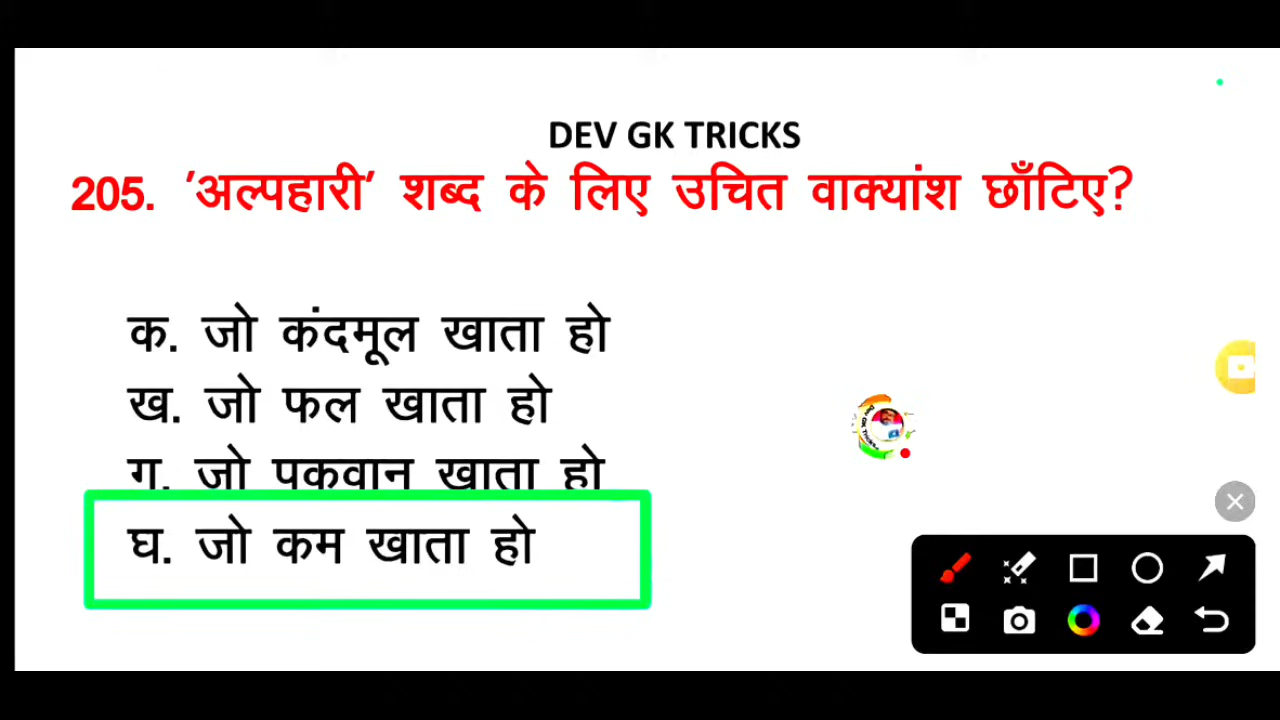 DEV GK TRICKS
205. 'अल्पहारी' शब्द के लिए उचित वाक्यांश छाँटिए?
क. जो कंदमूल खाता हो
ख. जो फल खाता हो
ग. जो पकवान खाता हो
घ. जो कम खाता हो